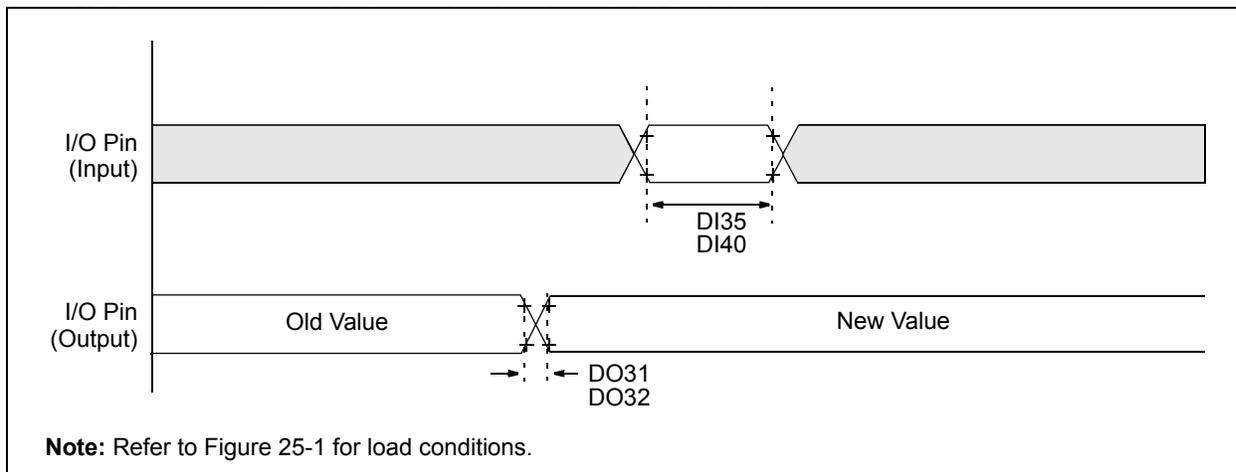 I/O Pin
(Input)
DI35
DI40
I/O Pin
(Output)
Old Value
New Value
DO31
DO32
Note: Refer to Figure 25-1 for load conditions.